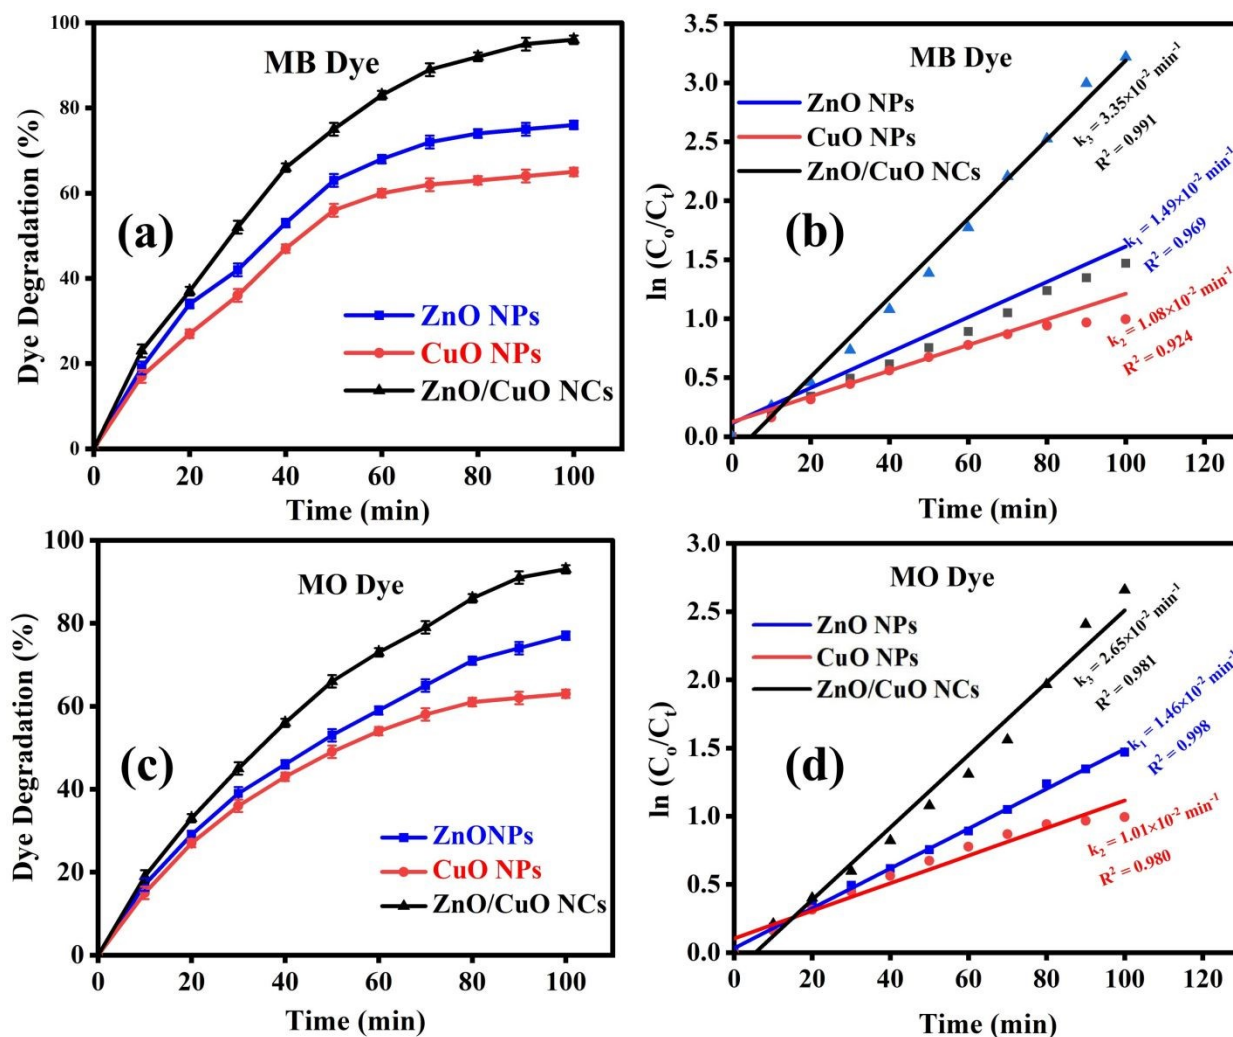 100
80
60
40
20
0
0
20
40
60
80
100
Dye Degradation (%)
Time (min)
MB Dye
(a)
ZnO NPs
CuO NPs
ZnO/CuO NCs
3.5
3.0
2.5
2.0
1.5
1.0
0.5
0.0
0
20
40
60
80
100
120
ln (Co/Ct)
Time (min)
MB Dye
ZnO NPs
CuO NPs
ZnO/CuO NCs
(b)
k3 = 3.35×10⁻² min⁻¹
R² = 0.991
k1 = 1.49×10⁻² min⁻¹
R² = 0.969
k2 = 1.08×10⁻² min⁻¹
R² = 0.924
100
80
60
40
20
0
0
20
40
60
80
100
Dye Degradation (%)
Time (min)
MO Dye
(c)
ZnONPs
CuO NPs
ZnO/CuO NCs
3.0
2.5
2.0
1.5
1.0
0.5
0.0
0
20
40
60
80
100
120
ln (Co/Ct)
Time (min)
MO Dye
ZnO NPs
CuO NPs
ZnO/CuO NCs
(d)
k3 = 2.65×10⁻² min⁻¹
R² = 0.981
k1 = 1.46×10⁻² min⁻¹
R² = 0.998
k2 = 1.01×10⁻² min⁻¹
R² = 0.980